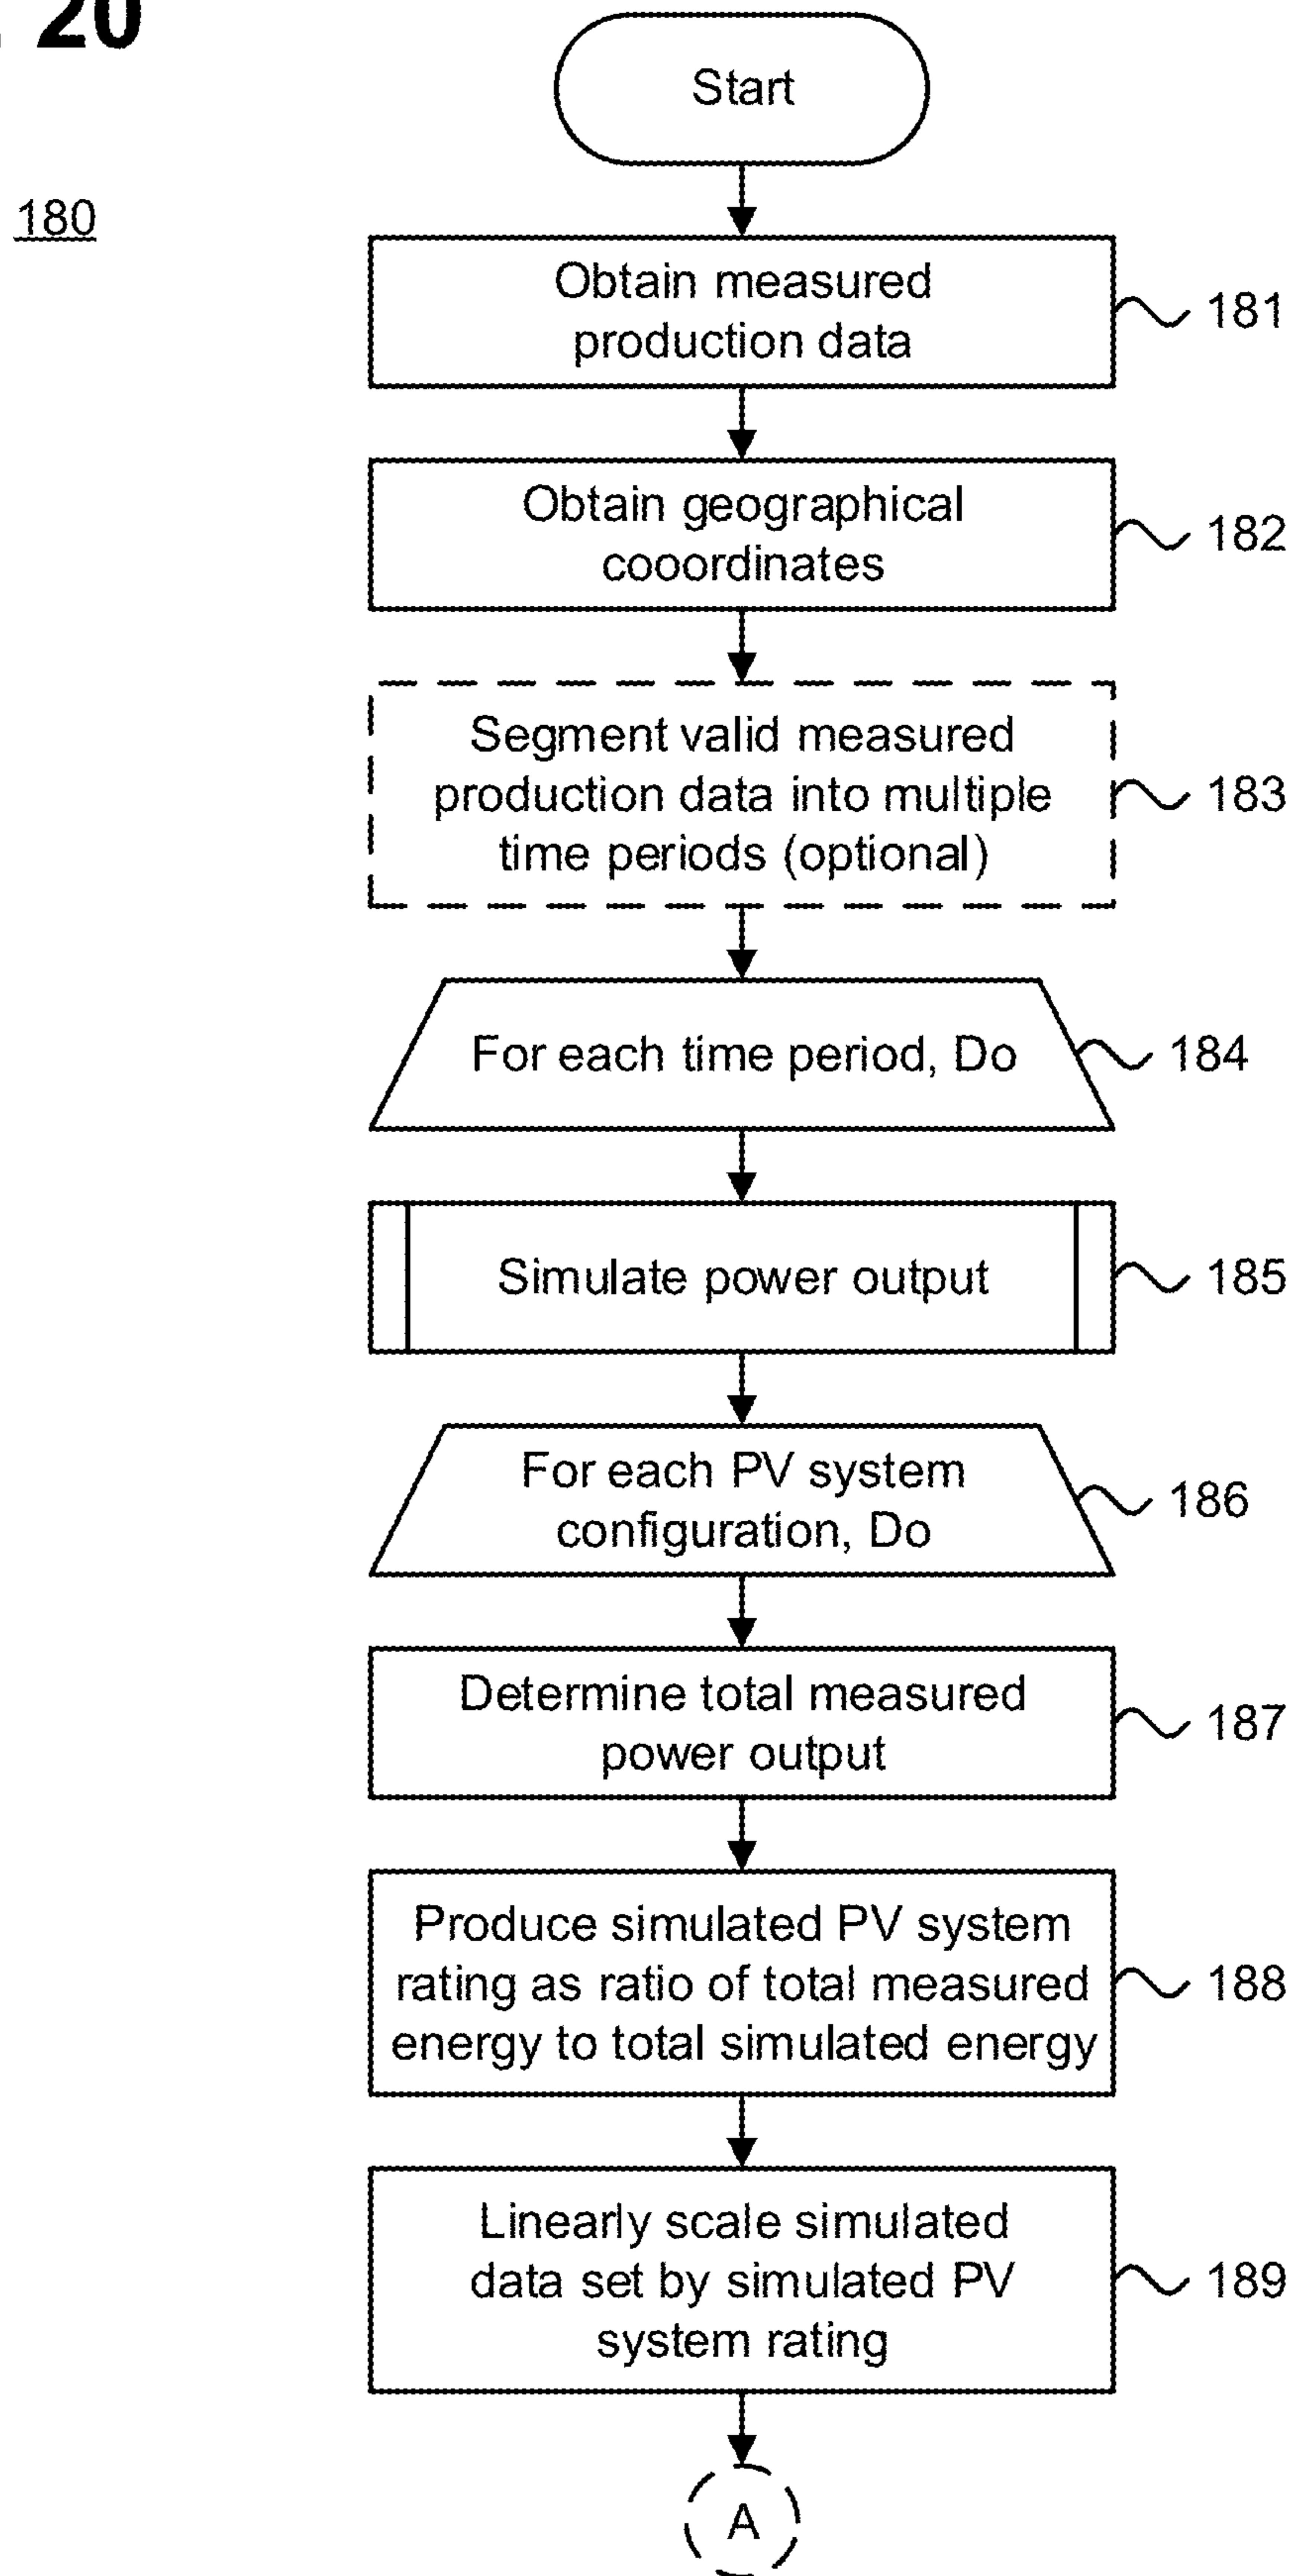 20
180
Start
Obtain measured
production data
181
Obtain geographical
cooordinates
182
Segment valid measured
production data into multiple
time periods (optional)
183
For each time period, Do
184
Simulate power output
185
For each PV system
configuration, Do
186
Determine total measured
power output
187
Produce simulated PV system
rating as ratio of total measured
energy to total simulated energy
188
Linearly scale simulated
data set by simulated PV
system rating
189
A